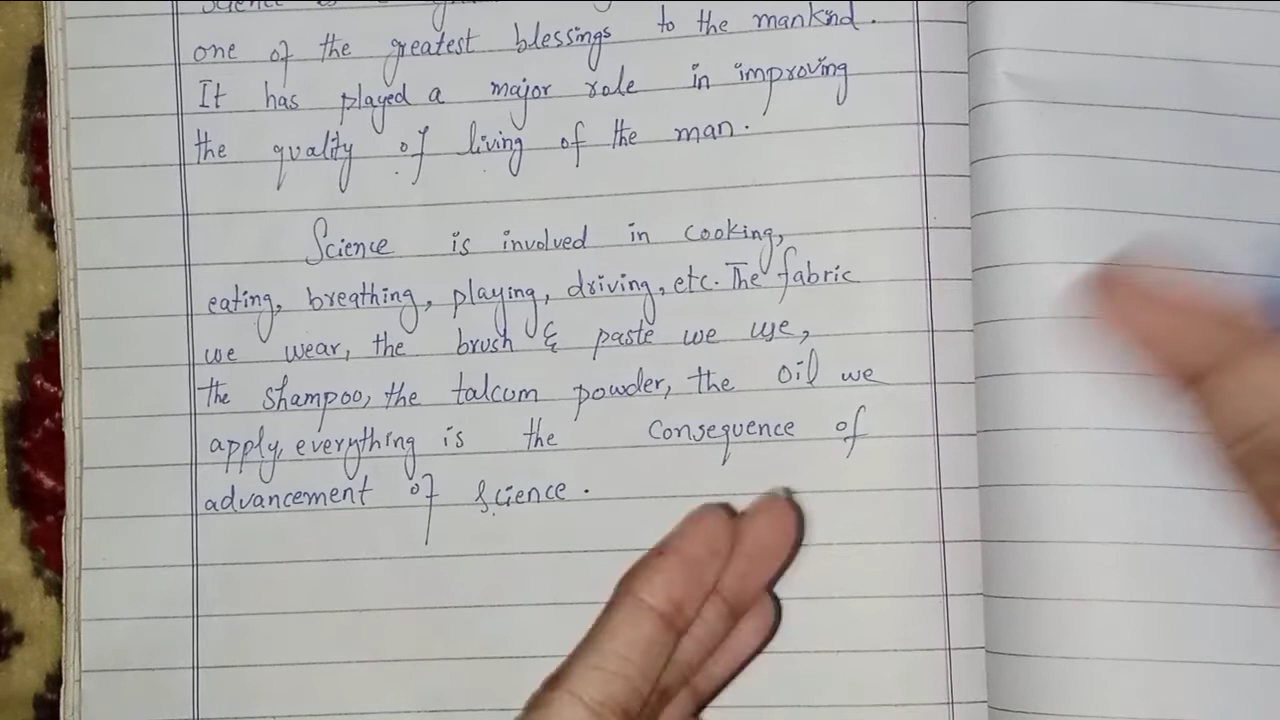 Science is
one of the greatest blessings to the mankind.
It has played a major role in improving
the quality of living of the man.
Science is involved in cooking,
eating, breathing, playing, driving, etc. The fabric
we wear, the brush & paste we use,
the shampoo, the talcum powder, the oil we
apply, everything is the consequence of
advancement of science.